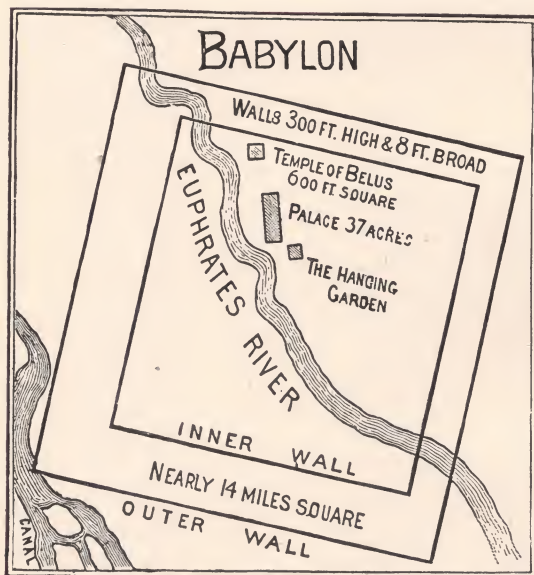 BABYLON
WALLS 300 FT. HIGH & 8 FT. BROAD
TEMPLE OF BELUS
600 FT SQUARE
PALACE 37 ACRES
THE HANGING
GARDEN
EUPHRATES RIVER
INNER WALL
NEARLY 14 MILES SQUARE
OUTER WALL
CANAL